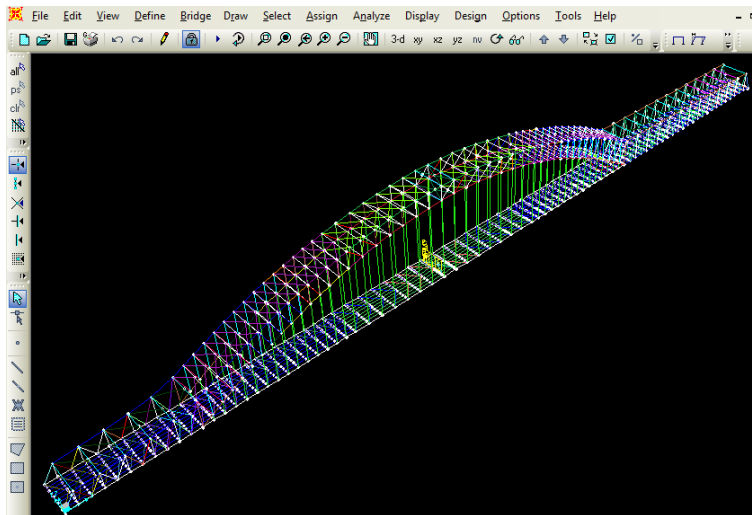 File Edit View Define Bridge Draw Select Assign Analyze Display Design Options Tools Help
3-d xy xz yz nv
all
ps
clr